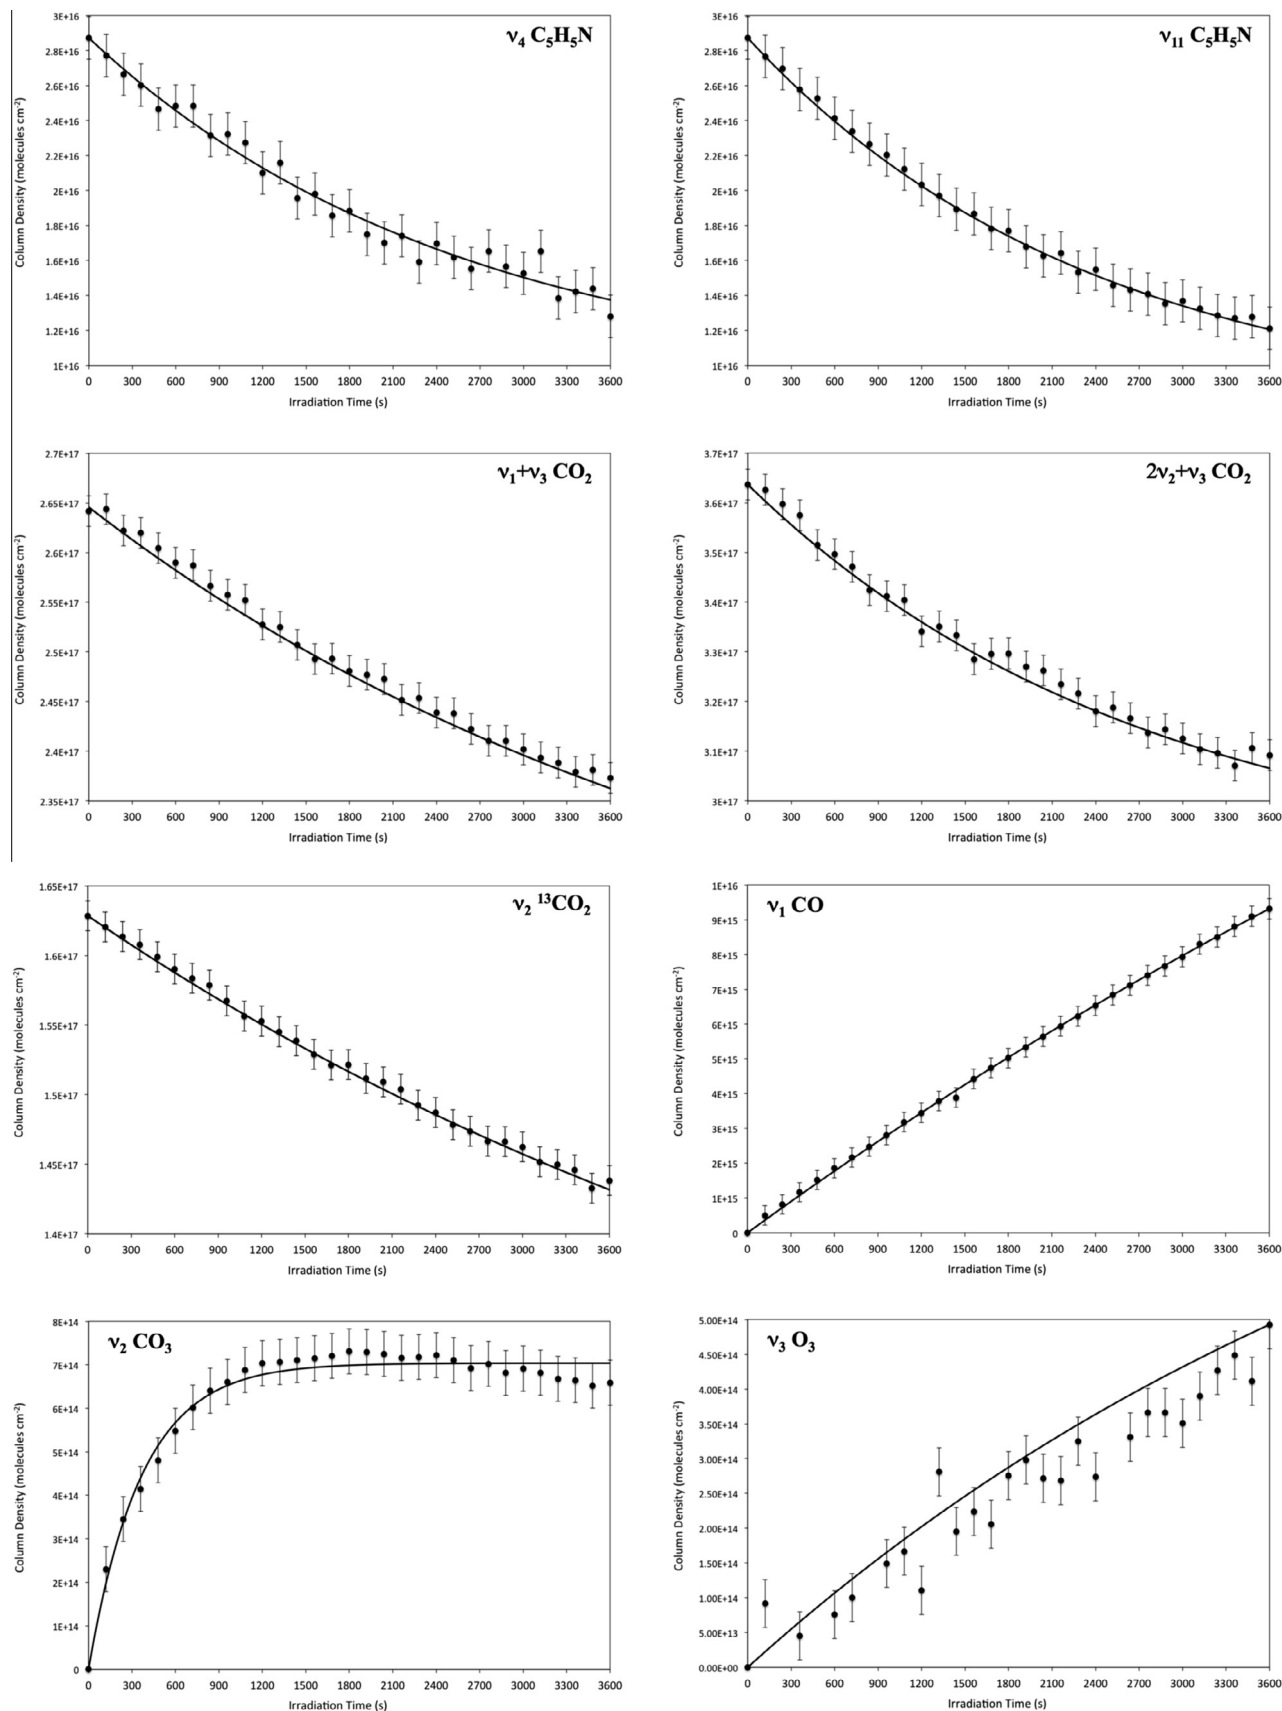 ν4 C5H5N
Column Density (molecules cm-2)
3E+16
2.8E+16
2.6E+16
2.4E+16
2.2E+16
2E+16
1.8E+16
1.6E+16
1.4E+16
1.2E+16
1E+16
0 300 600 900 1200 1500 1800 2100 2400 2700 3000 3300 3600
Irradiation Time (s)
ν11 C5H5N
Column Density (molecules cm-2)
3E+16
2.8E+16
2.6E+16
2.4E+16
2.2E+16
2E+16
1.8E+16
1.6E+16
1.4E+16
1.2E+16
1E+16
0 300 600 900 1200 1500 1800 2100 2400 2700 3000 3300 3600
Irradiation Time (s)
ν1+ν3 CO2
Column Density (molecules cm-2)
2.7E+17
2.65E+17
2.6E+17
2.55E+17
2.5E+17
2.45E+17
2.4E+17
2.35E+17
0 300 600 900 1200 1500 1800 2100 2400 2700 3000 3300 3600
Irradiation Time (s)
2ν2+ν3 CO2
Column Density (molecules cm-2)
3.7E+17
3.6E+17
3.5E+17
3.4E+17
3.3E+17
3.2E+17
3.1E+17
3E+17
0 300 600 900 1200 1500 1800 2100 2400 2700 3000 3300 3600
Irradiation Time (s)
ν2 13CO2
Column Density (molecules cm-2)
1.65E+17
1.6E+17
1.55E+17
1.5E+17
1.45E+17
1.4E+17
0 300 600 900 1200 1500 1800 2100 2400 2700 3000 3300 3600
Irradiation Time (s)
ν1 CO
Column Density (molecules cm-2)
1E+16
9E+15
8E+15
7E+15
6E+15
5E+15
4E+15
3E+15
2E+15
1E+15
0
0 300 600 900 1200 1500 1800 2100 2400 2700 3000 3300 3600
Irradiation Time (s)
ν2 CO3
Column Density (molecules cm-2)
8E+14
7E+14
6E+14
5E+14
4E+14
3E+14
2E+14
1E+14
0
0 300 600 900 1200 1500 1800 2100 2400 2700 3000 3300 3600
Irradiation Time (s)
ν3 O3
Column Density (molecules cm-2)
5.00E+14
4.50E+14
4.00E+14
3.50E+14
3.00E+14
2.50E+14
2.00E+14
1.50E+14
1.00E+14
5.00E+13
0.00E+00
0 300 600 900 1200 1500 1800 2100 2400 2700 3000 3300 3600
Irradiation Time (s)